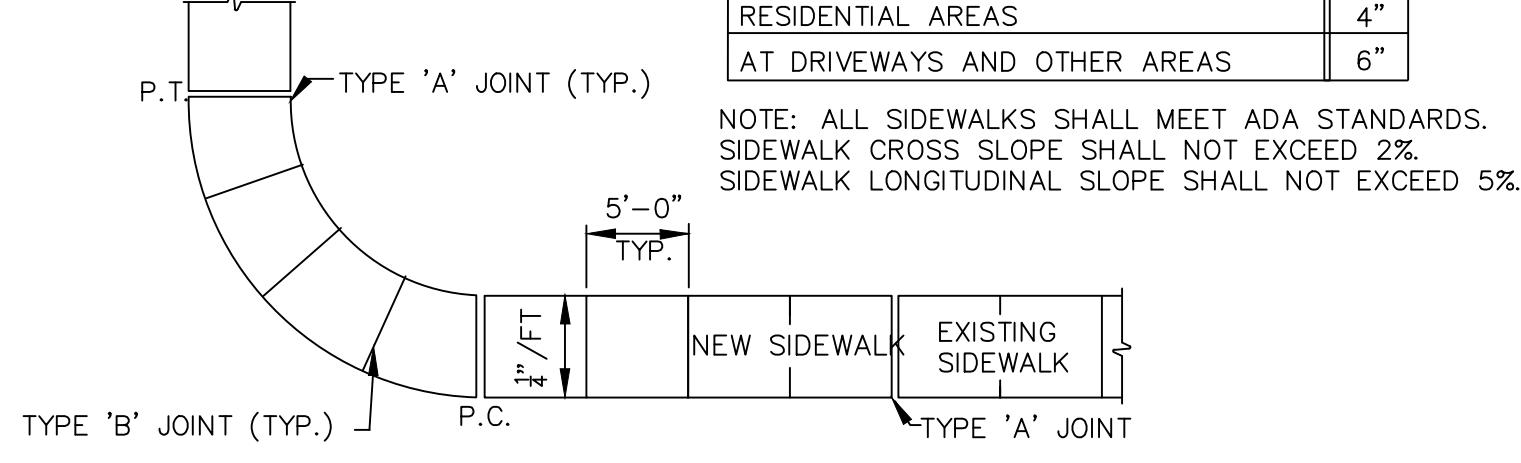 RESIDENTIAL AREAS 4"
AT DRIVEWAYS AND OTHER AREAS 6"
TYPE 'A' JOINT (TYP.)
P.T.
NOTE: ALL SIDEWALKS SHALL MEET ADA STANDARDS.
SIDEWALK CROSS SLOPE SHALL NOT EXCEED 2%.
SIDEWALK LONGITUDINAL SLOPE SHALL NOT EXCEED 5%.
5'-0"
TYP.
1/4"/FT
NEW SIDEWALK
EXISTING
SIDEWALK
P.C.
TYPE 'B' JOINT (TYP.)
TYPE 'A' JOINT